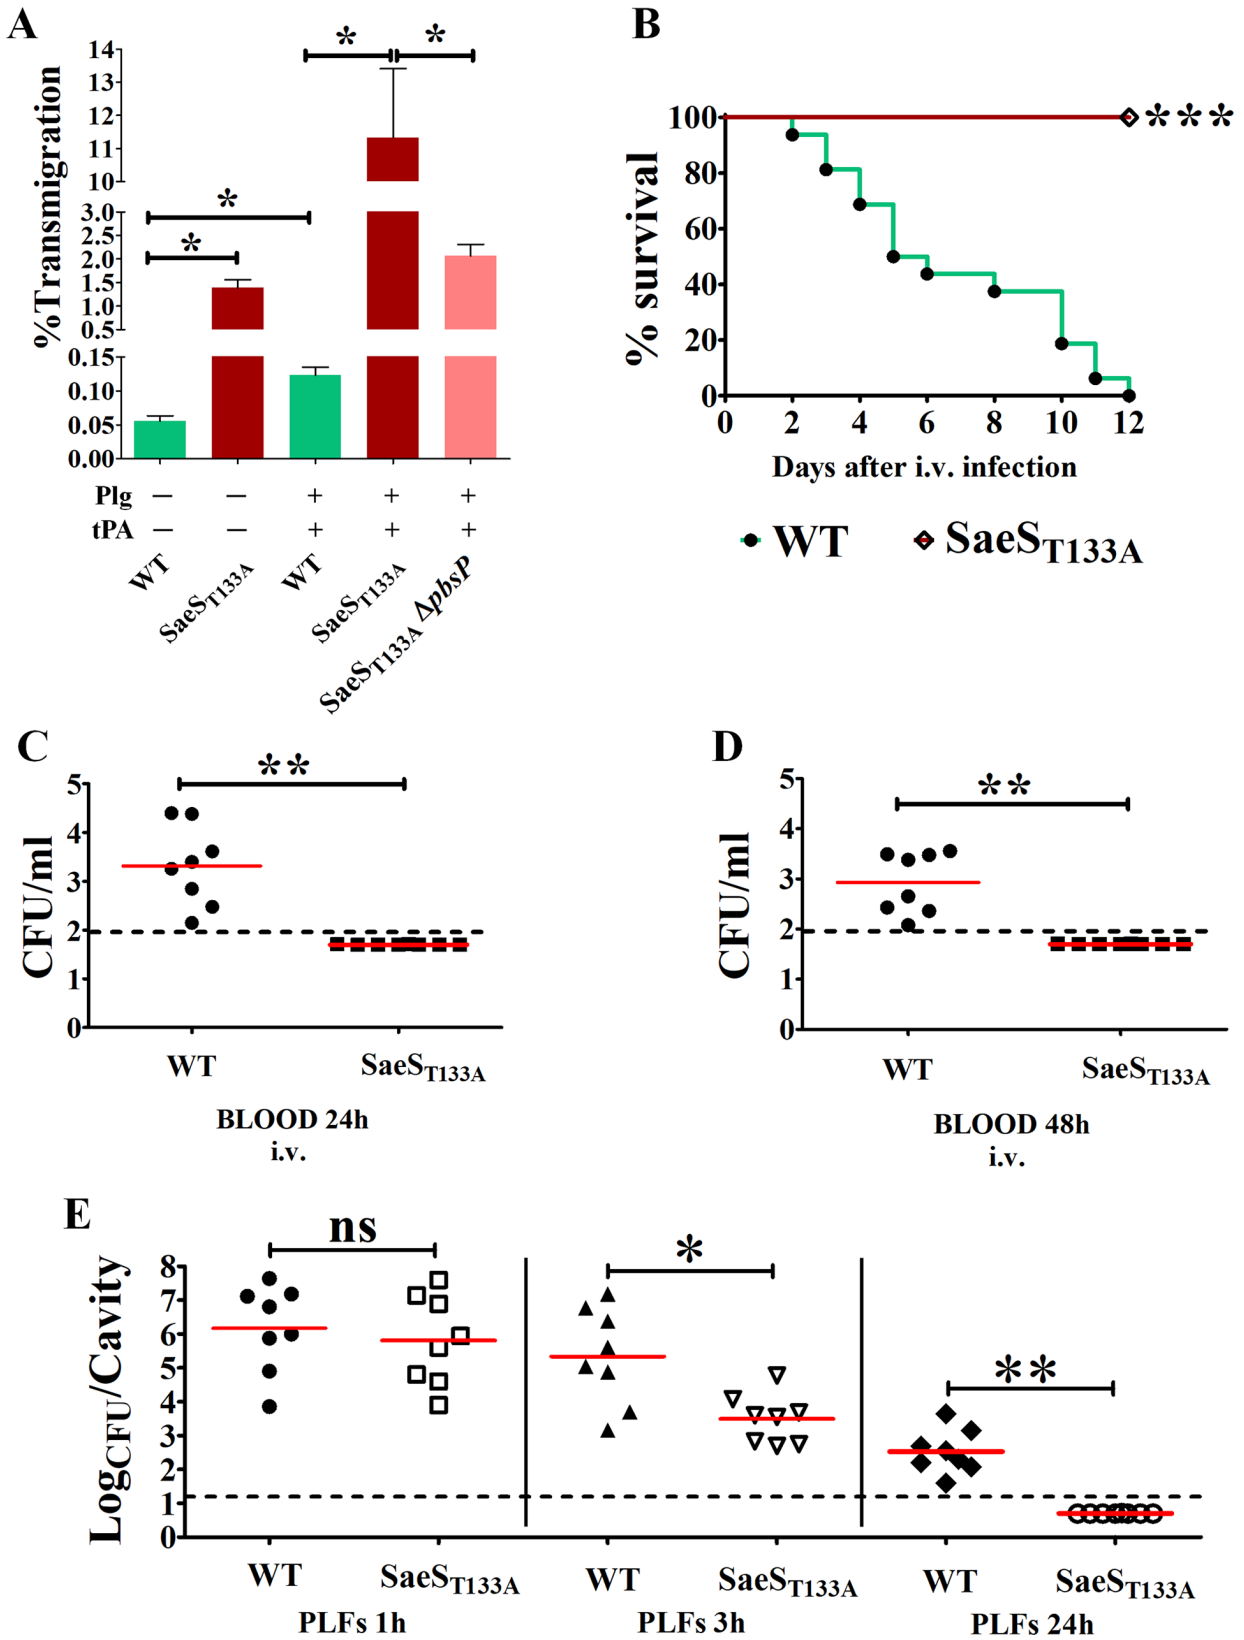 A
%Transmigration
14
13
12
11
10
3.0
2.5
2.0
1.5
1.0
0.5
0.15
0.10
0.05
0.00
* * * *
Plg — — + + +
tPA — — + + +
WT SaeST133A WT SaeST133A SaeST133A ΔpbsP
B
% survival
100
80
60
40
20
0
***
0 2 4 6 8 10 12
Days after i.v. infection
WT SaeST133A
C
CFU/ml
5
4
3
2
1
0
**
WT SaeST133A
BLOOD 24h
i.v.
D
CFU/ml
5
4
3
2
1
0
**
WT SaeST133A
BLOOD 48h
i.v.
E
LogCFU/Cavity
8
7
6
5
4
3
2
1
0
ns * **
WT SaeST133A WT SaeST133A WT SaeST133A
PLFs 1h PLFs 3h PLFs 24h